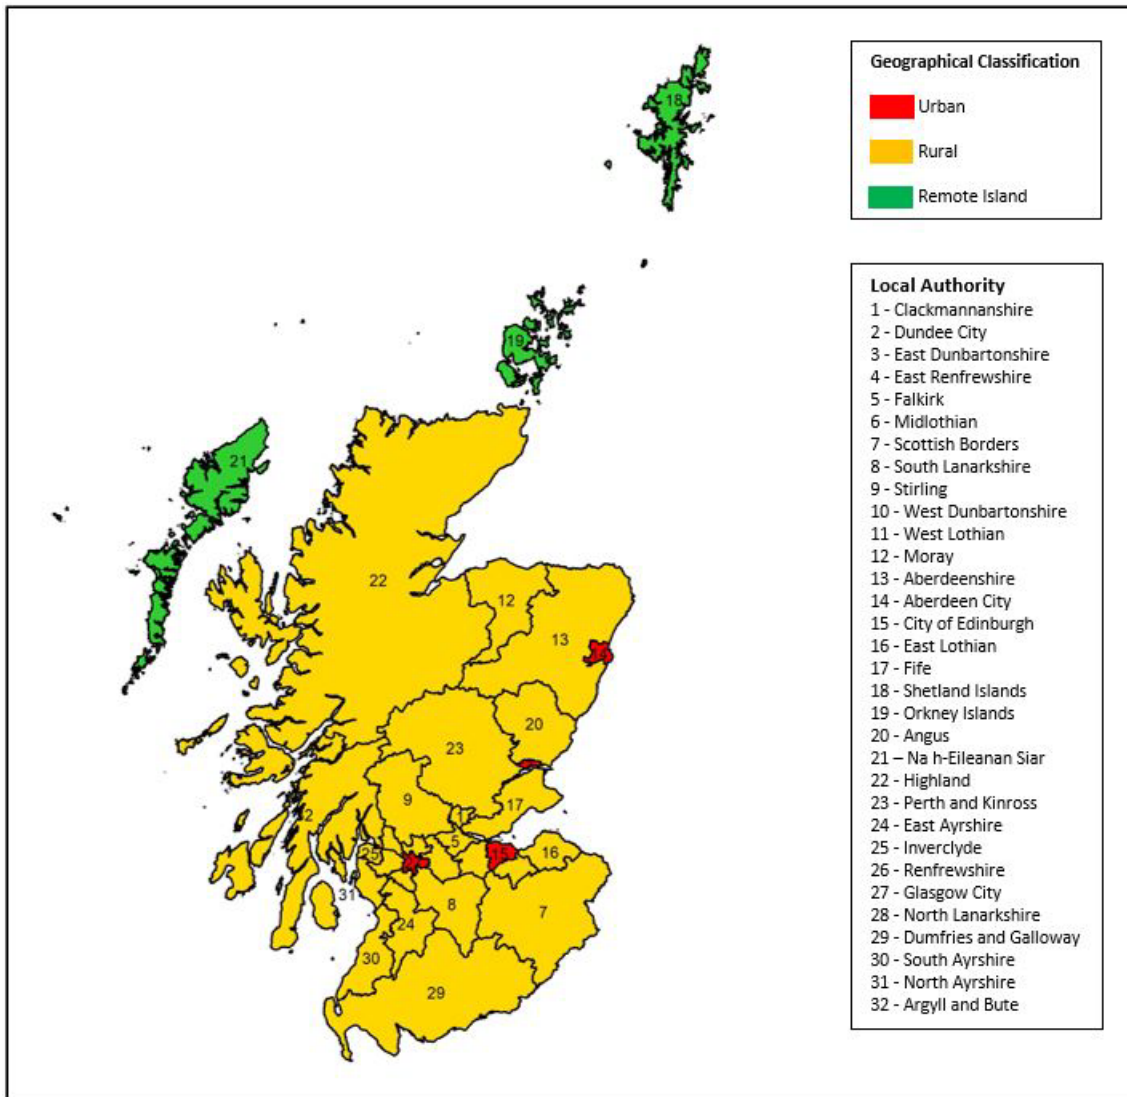 Geographical Classification
Urban
Rural
Remote Island
Local Authority
1 - Clackmannanshire
2 - Dundee City
3 - East Dunbartonshire
4 - East Renfrewshire
5 - Falkirk
6 - Midlothian
7 - Scottish Borders
8 - South Lanarkshire
9 - Stirling
10 - West Dunbartonshire
11 - West Lothian
12 - Moray
13 - Aberdeenshire
14 - Aberdeen City
15 - City of Edinburgh
16 - East Lothian
17 - Fife
18 - Shetland Islands
19 - Orkney Islands
20 - Angus
21 – Na h-Eileanan Siar
22 - Highland
23 - Perth and Kinross
24 - East Ayrshire
25 - Inverclyde
26 - Renfrewshire
27 - Glasgow City
28 - North Lanarkshire
29 - Dumfries and Galloway
30 - South Ayrshire
31 - North Ayrshire
32 - Argyll and Bute
18
19
21
22
12
13
14
20
23
9
17
1
2
5
15
16
25
31
8
7
24
30
29